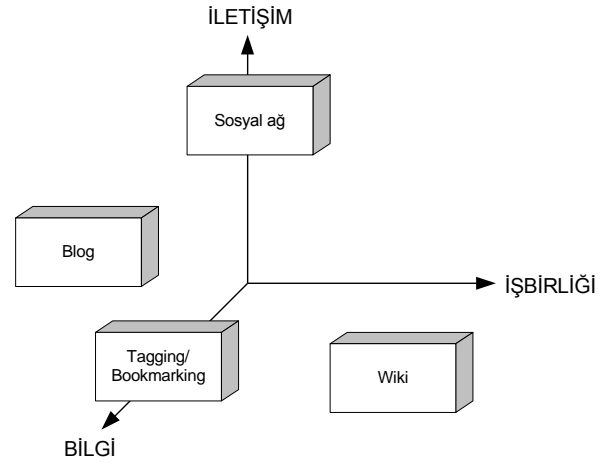 İLETİŞİM
Sosyal ağ
Blog
İŞBİRLİĞİ
Tagging/
Bookmarking
Wiki
BİLGİ